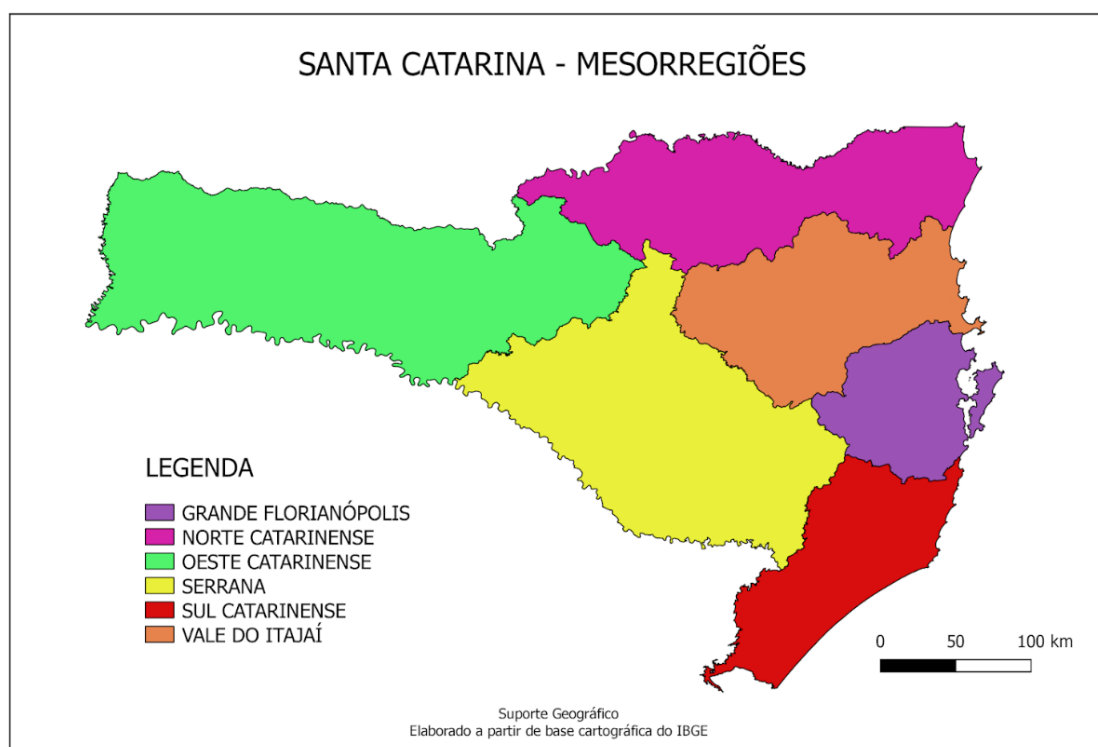 SANTA CATARINA - MESORREGIÕES
LEGENDA
GRANDE FLORIANÓPOLIS
NORTE CATARINENSE
OESTE CATARINENSE
SERRANA
SUL CATARINENSE
VALE DO ITAJAÍ
0 50 100 km
Suporte Geográfico
Elaborado a partir de base cartográfica do IBGE